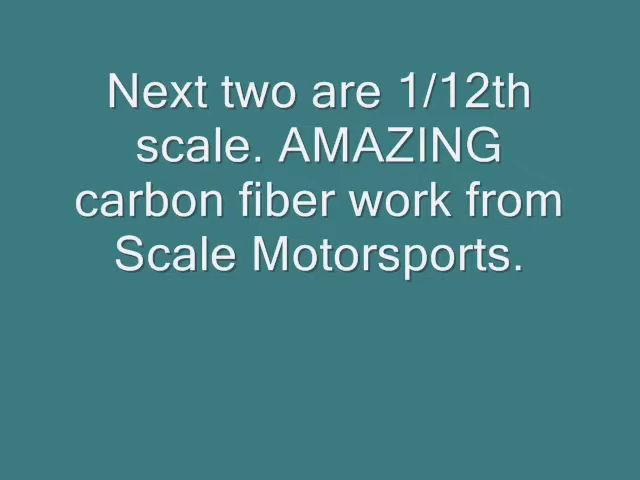 Next two are 1/12th
scale. AMAZING
carbon fiber work from
Scale Motorsports.